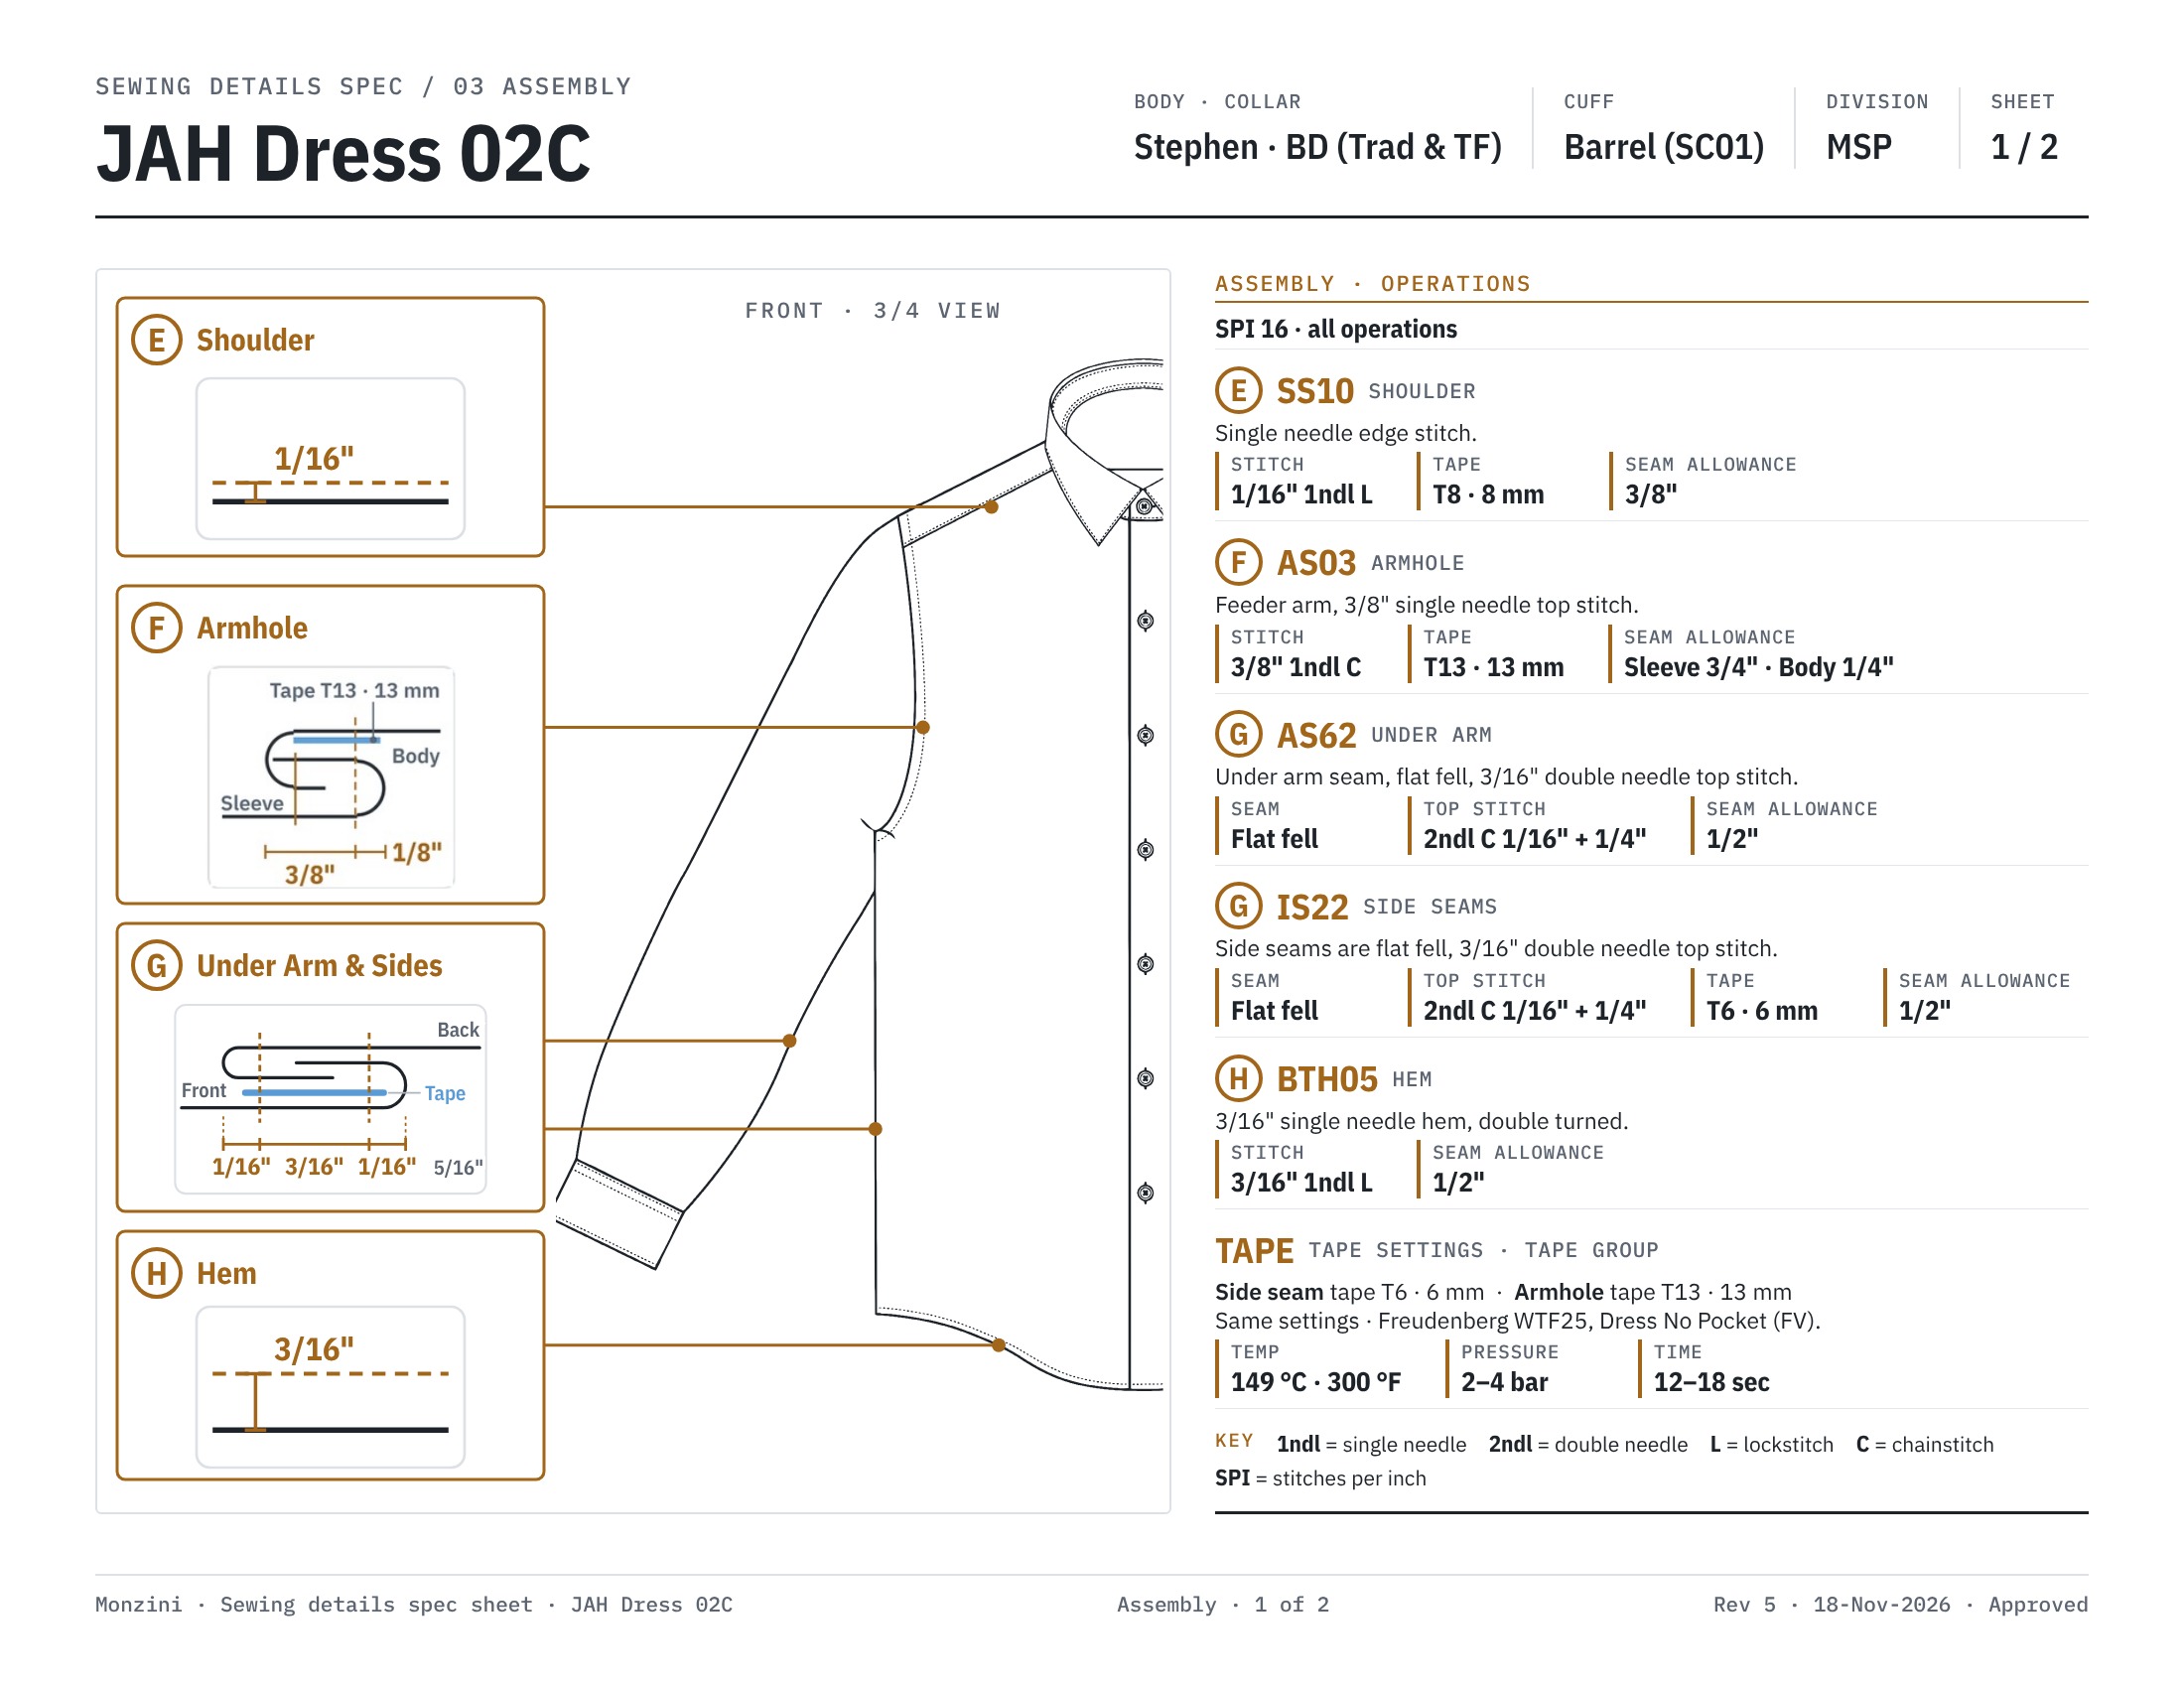 SEWING DETAILS SPEC / 03 ASSEMBLY
JAH Dress 02C
BODY · COLLAR
Stephen · BD (Trad & TF)
CUFF
Barrel (SC01)
DIVISION
MSP
SHEET
1 / 2
FRONT · 3/4 VIEW
E Shoulder
1/16"
F Armhole
Tape T13 · 13 mm
Body
Sleeve
1/8"
3/8"
G Under Arm & Sides
Back
Front
Tape
1/16" 3/16" 1/16" 5/16"
H Hem
3/16"
ASSEMBLY · OPERATIONS
SPI 16 · all operations
E SS10 SHOULDER
Single needle edge stitch.
STITCH TAPE SEAM ALLOWANCE
1/16" 1ndl L T8 · 8 mm 3/8"
F AS03 ARMHOLE
Feeder arm, 3/8" single needle top stitch.
STITCH TAPE SEAM ALLOWANCE
3/8" 1ndl C T13 · 13 mm Sleeve 3/4" · Body 1/4"
G AS62 UNDER ARM
Under arm seam, flat fell, 3/16" double needle top stitch.
SEAM TOP STITCH SEAM ALLOWANCE
Flat fell 2ndl C 1/16" + 1/4" 1/2"
G IS22 SIDE SEAMS
Side seams are flat fell, 3/16" double needle top stitch.
SEAM TOP STITCH TAPE SEAM ALLOWANCE
Flat fell 2ndl C 1/16" + 1/4" T6 · 6 mm 1/2"
H BTH05 HEM
3/16" single needle hem, double turned.
STITCH SEAM ALLOWANCE
3/16" 1ndl L 1/2"
TAPE TAPE SETTINGS · TAPE GROUP
Side seam tape T6 · 6 mm · Armhole tape T13 · 13 mm
Same settings · Freudenberg WTF25, Dress No Pocket (FV).
TEMP PRESSURE TIME
149 °C · 300 °F 2–4 bar 12–18 sec
KEY 1ndl = single needle 2ndl = double needle L = lockstitch C = chainstitch
SPI = stitches per inch
Monzini · Sewing details spec sheet · JAH Dress 02C
Assembly · 1 of 2
Rev 5 · 18-Nov-2026 · Approved